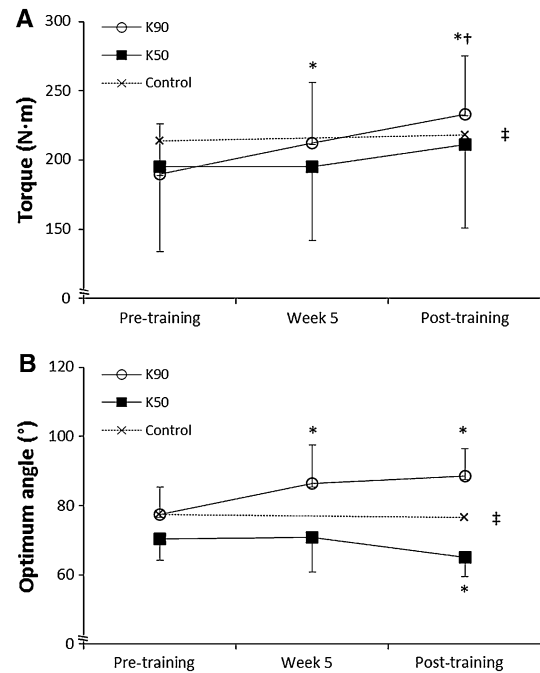 A
300
250
200
150
0
Torque (N·m)
K90
K50
Control
*
*†
‡
Pre-training Week 5 Post-training
B
120
100
80
60
0
Optimum angle (°)
K90
K50
Control
* *
‡
*
Pre-training Week 5 Post-training